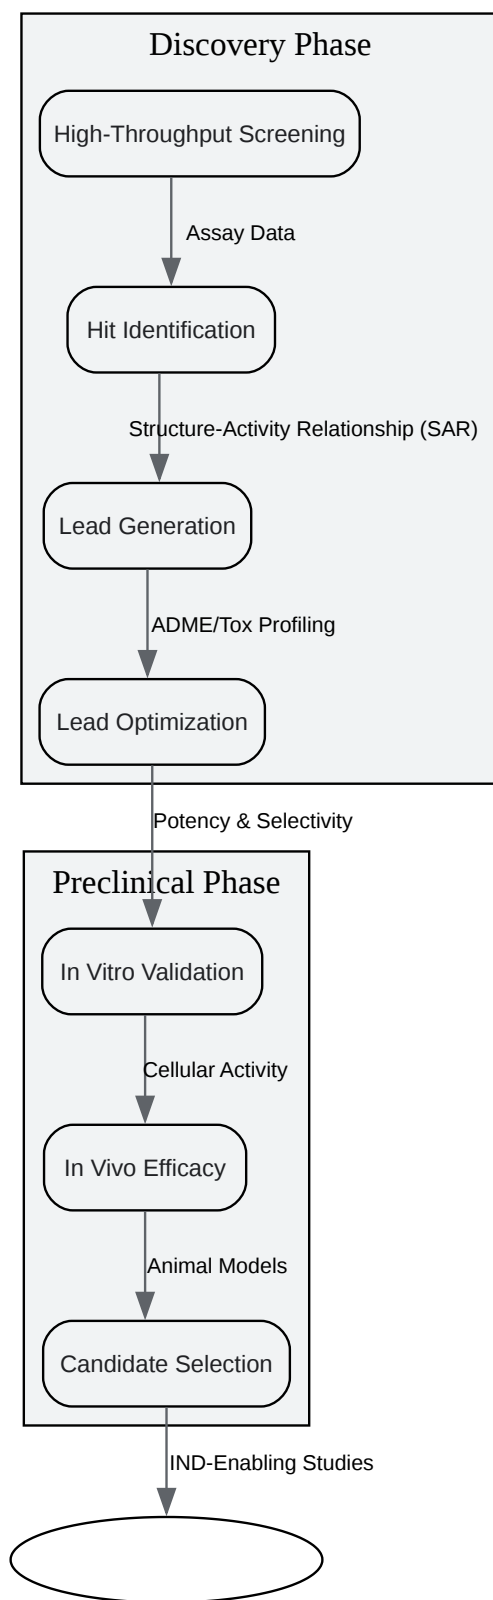 Discovery Phase
High-Throughput Screening
Assay Data
Hit Identification
Structure-Activity Relationship (SAR)
Lead Generation
ADME/Tox Profiling
Lead Optimization
Potency & Selectivity
Preclinical Phase
In Vitro Validation
Cellular Activity
In Vivo Efficacy
Animal Models
Candidate Selection
IND-Enabling Studies